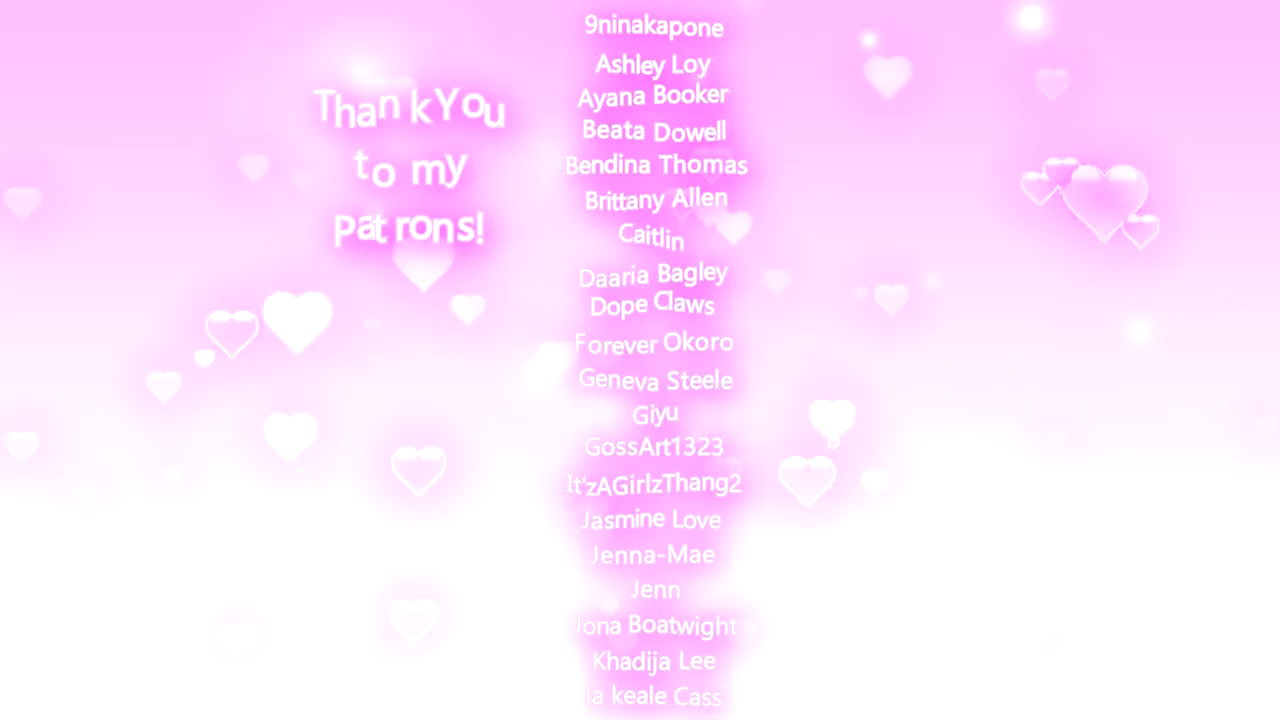 Thank You
to my
Patrons!
9ninakapone
Ashley Loy
Ayana Booker
Beata Dowell
Bendina Thomas
Brittany Allen
Caitlin
Daaria Bagley
Dope Claws
Forever Okoro
Geneva Steele
Giyu
GossArt1323
It'zAGirlzThang2
Jasmine Love
Jenna-Mae
Jenn
Jona Boatwight
Khadija Lee
la keale Cass